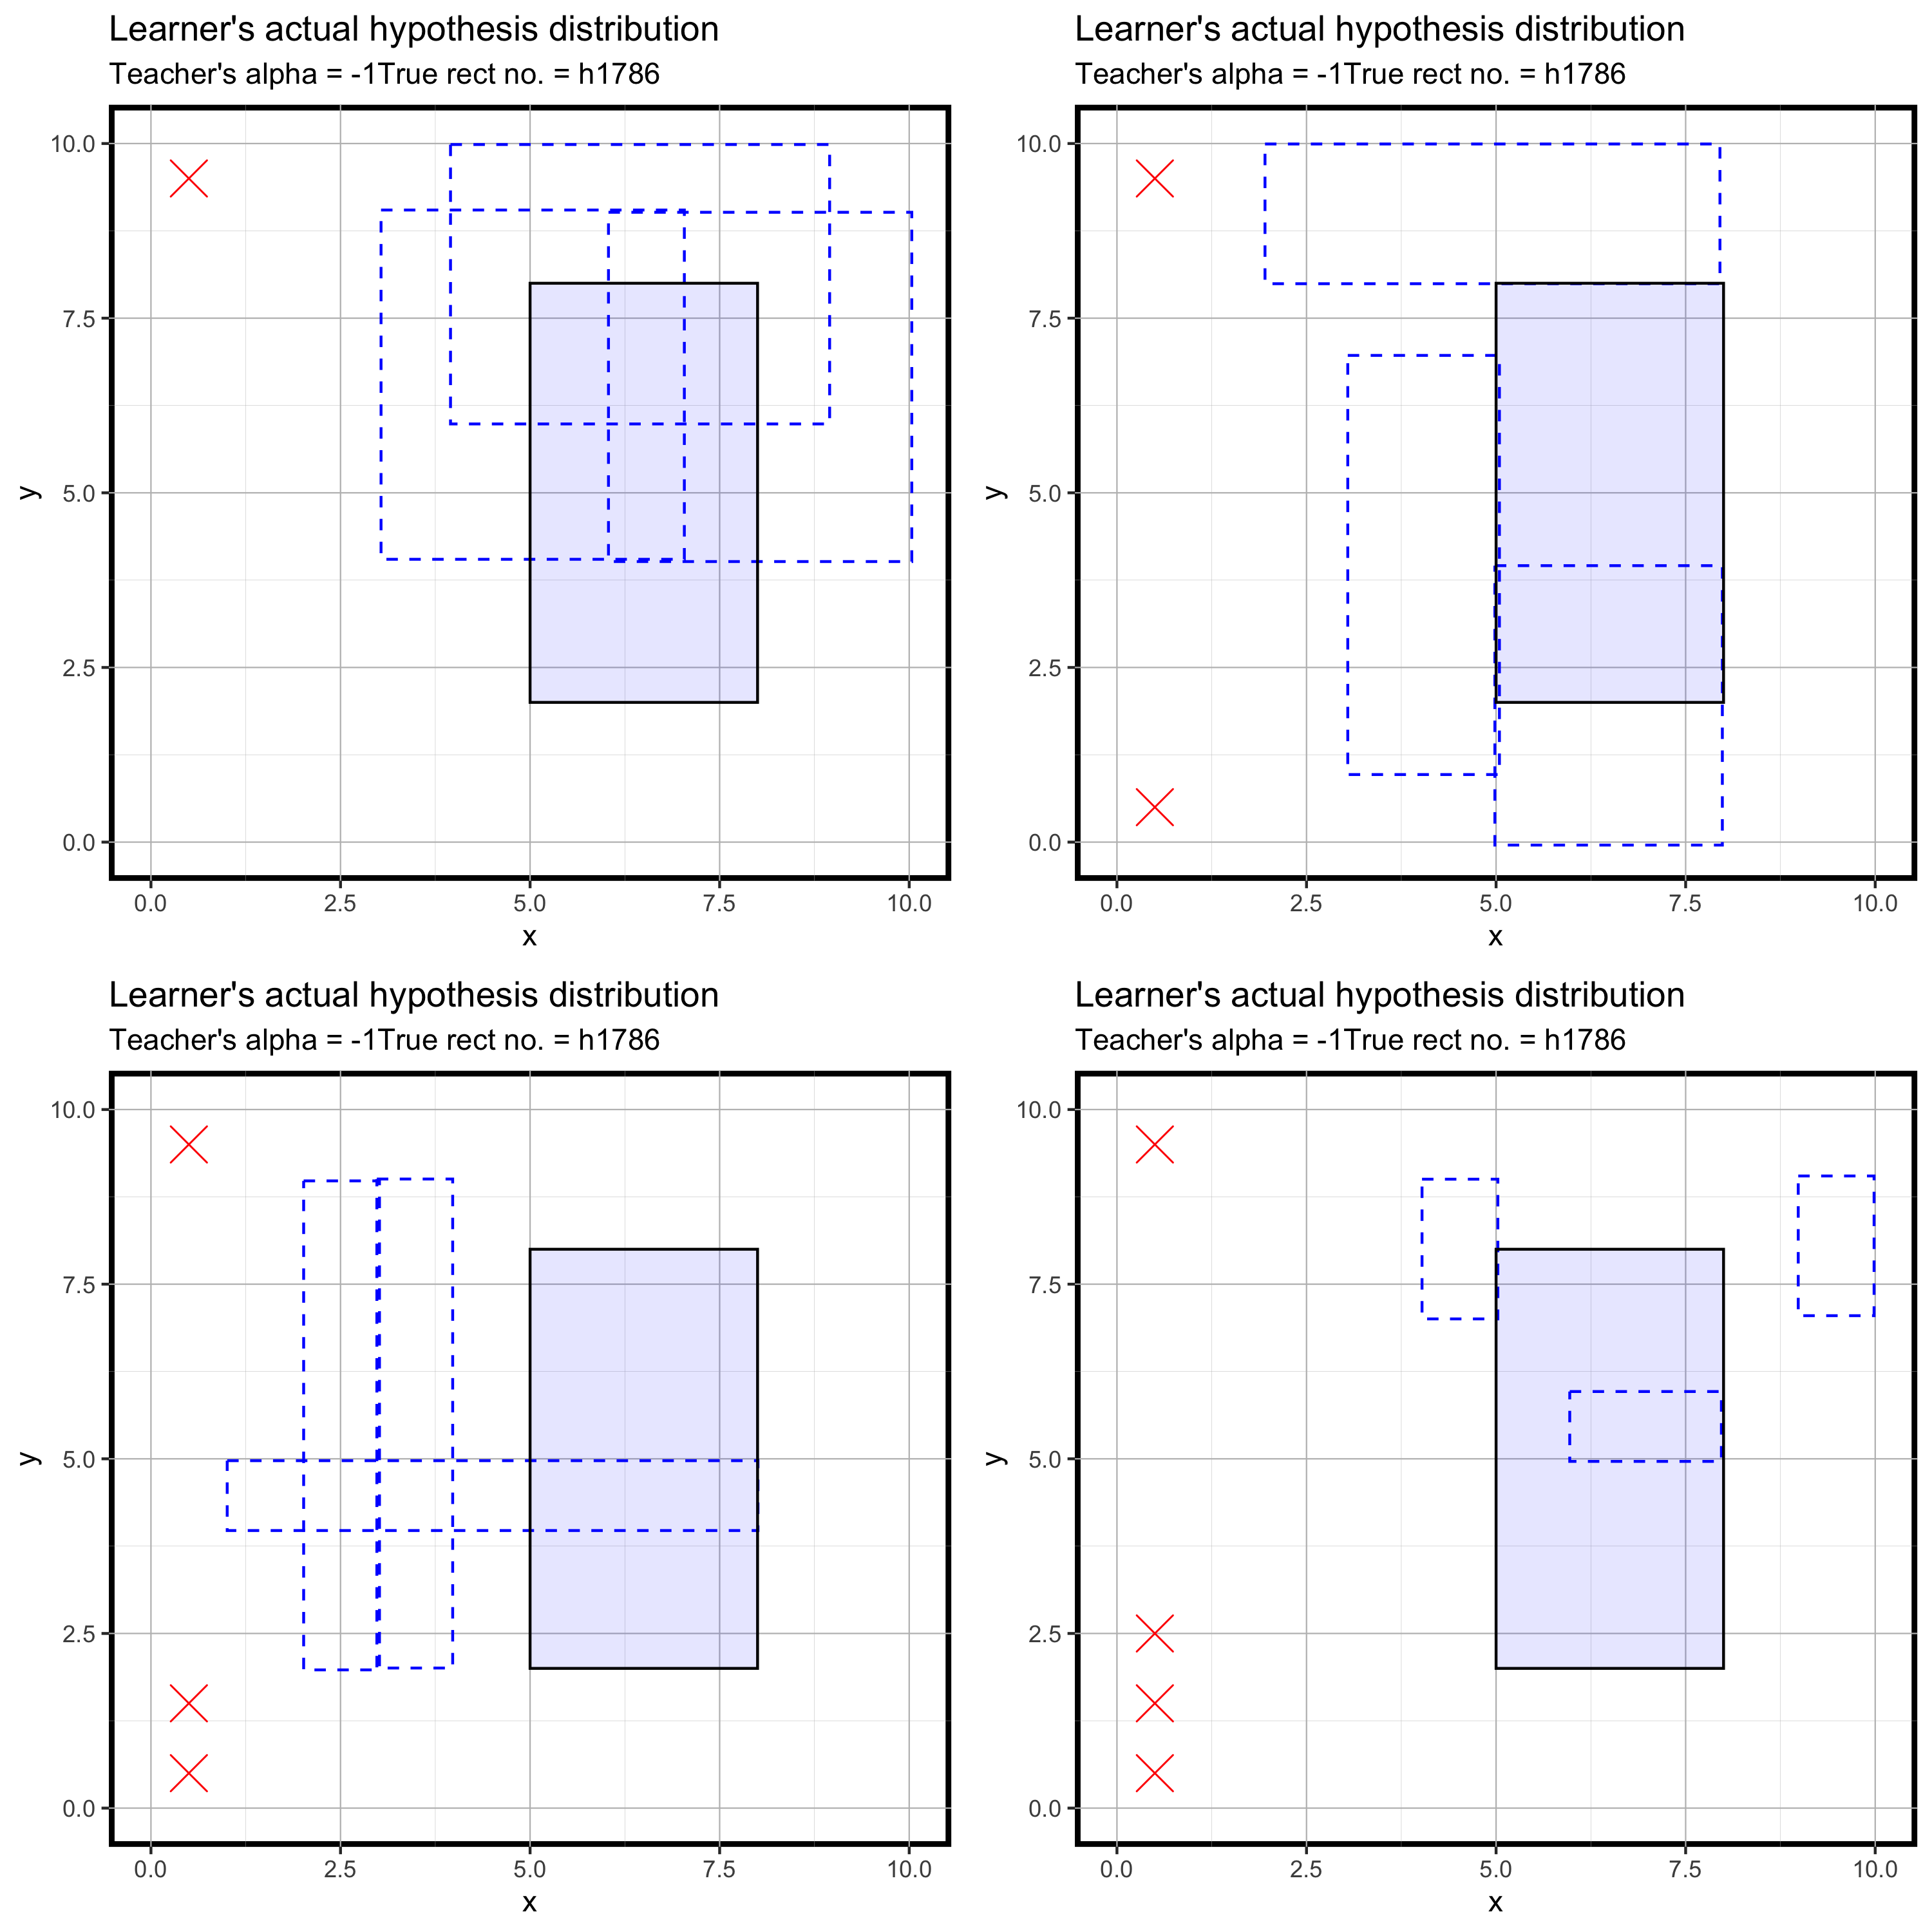 Learner's actual hypothesis distribution
Teacher's alpha = -1True rect no. = h1786
10.0
7.5
5.0
2.5
0.0
y
0.0 2.5 5.0 7.5 10.0
x
Learner's actual hypothesis distribution
Teacher's alpha = -1True rect no. = h1786
10.0
7.5
5.0
2.5
0.0
y
0.0 2.5 5.0 7.5 10.0
x
Learner's actual hypothesis distribution
Teacher's alpha = -1True rect no. = h1786
10.0
7.5
5.0
2.5
0.0
y
0.0 2.5 5.0 7.5 10.0
x
Learner's actual hypothesis distribution
Teacher's alpha = -1True rect no. = h1786
10.0
7.5
5.0
2.5
0.0
y
0.0 2.5 5.0 7.5 10.0
x